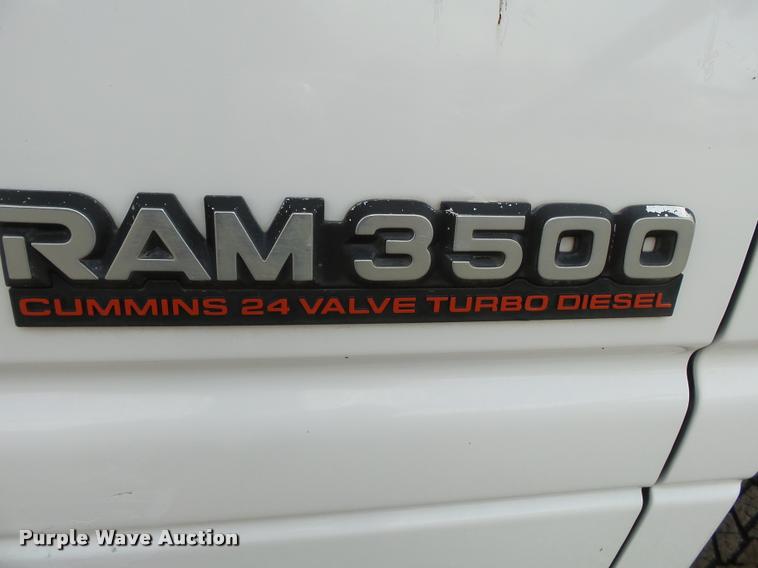 RAM 3500
CUMMINS 24 VALVE TURBO DIESEL
Purple Wave Auction